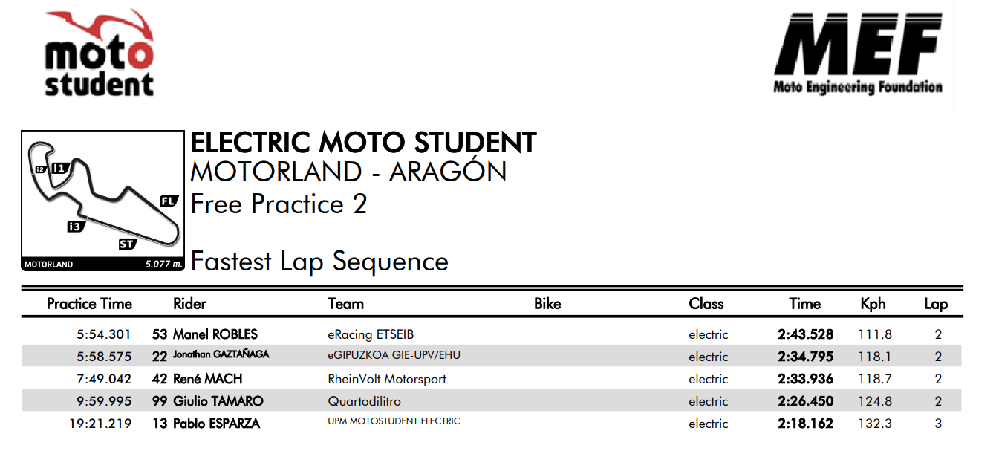 moto
student
MEF
Moto Engineering Foundation
ELECTRIC MOTO STUDENT
MOTORLAND - ARAGÓN
Free Practice 2
i2 i1
FL
i3
ST
MOTORLAND 5.077 m.
Fastest Lap Sequence
Practice Time Rider Team Bike Class Time Kph Lap
5:54.301 53 Manel ROBLES eRacing ETSEIB electric 2:43.528 111.8 2
5:58.575 22 Jonathan GAZTAÑAGA eGIPUZKOA GIE-UPV/EHU electric 2:34.795 118.1 2
7:49.042 42 René MACH RheinVolt Motorsport electric 2:33.936 118.7 2
9:59.995 99 Giulio TAMARO Quartodilitro electric 2:26.450 124.8 2
19:21.219 13 Pablo ESPARZA UPM MOTOSTUDENT ELECTRIC electric 2:18.162 132.3 3